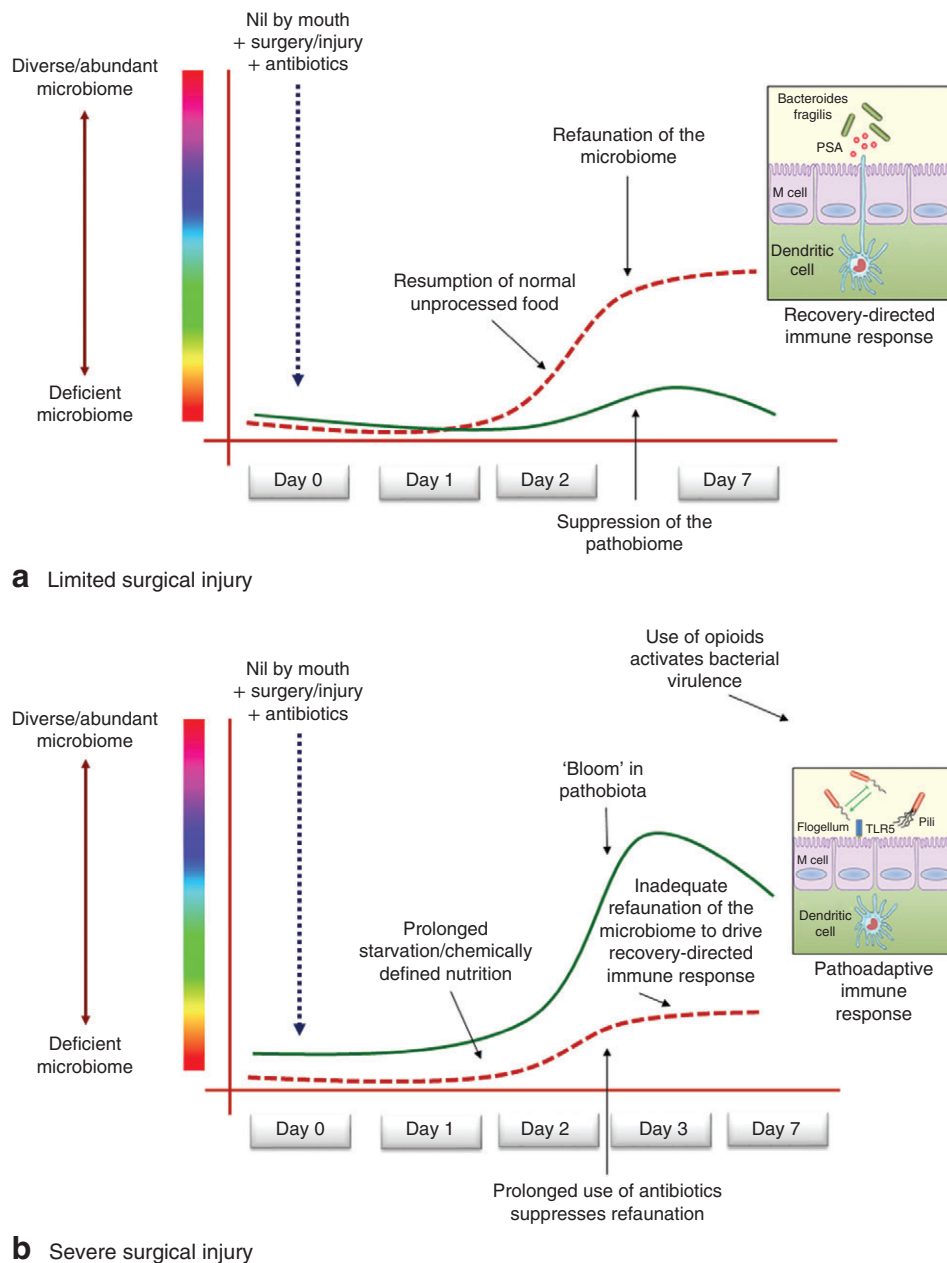 Nil by mouth
+ surgery/injury
+ antibiotics
Diverse/abundant
microbiome
Deficient
microbiome
Refaunation of the
microbiome
Resumption of normal
unprocessed food
Bacteroides
fragilis
PSA
M cell
Dendritic
cell
Recovery-directed
immune response
Day 0
Day 1
Day 2
Day 7
Suppression of the
pathobiome
a Limited surgical injury
Use of opioids
activates bacterial
virulence
Nil by mouth
+ surgery/injury
+ antibiotics
Diverse/abundant
microbiome
Deficient
microbiome
'Bloom' in
pathobiota
Prolonged
starvation/chemically
defined nutrition
Inadequate
refaunation of the
microbiome to drive
recovery-directed
immune response
Flogellum
TLR5
Pili
M cell
Dendritic
cell
Pathoadaptive
immune
response
Day 0
Day 1
Day 2
Day 3
Day 7
Prolonged use of antibiotics
suppresses refaunation
b Severe surgical injury